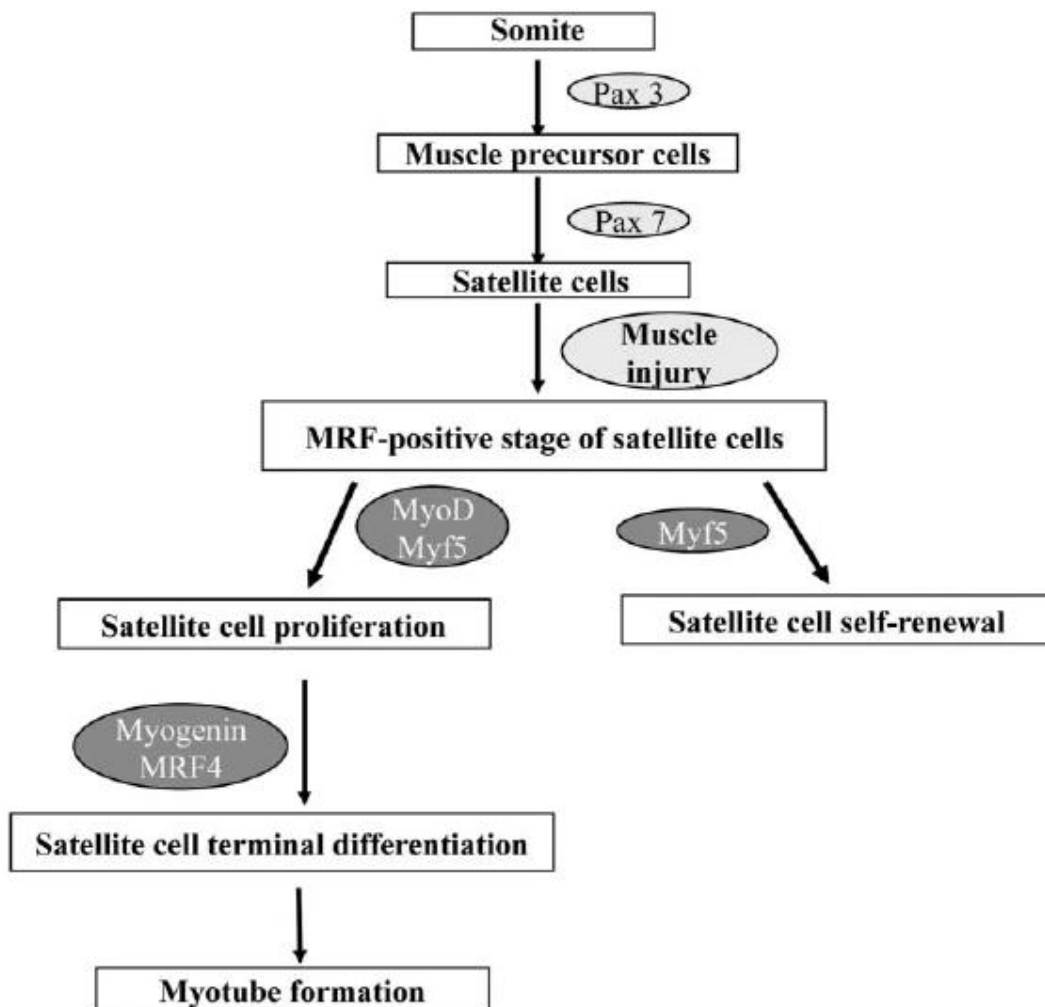 Somite
Pax 3
Muscle precursor cells
Pax 7
Satellite cells
Muscle
injury
MRF-positive stage of satellite cells
MyoD
Myf5
Myf5
Satellite cell proliferation
Satellite cell self-renewal
Myogenin
MRF4
Satellite cell terminal differentiation
Myotube formation